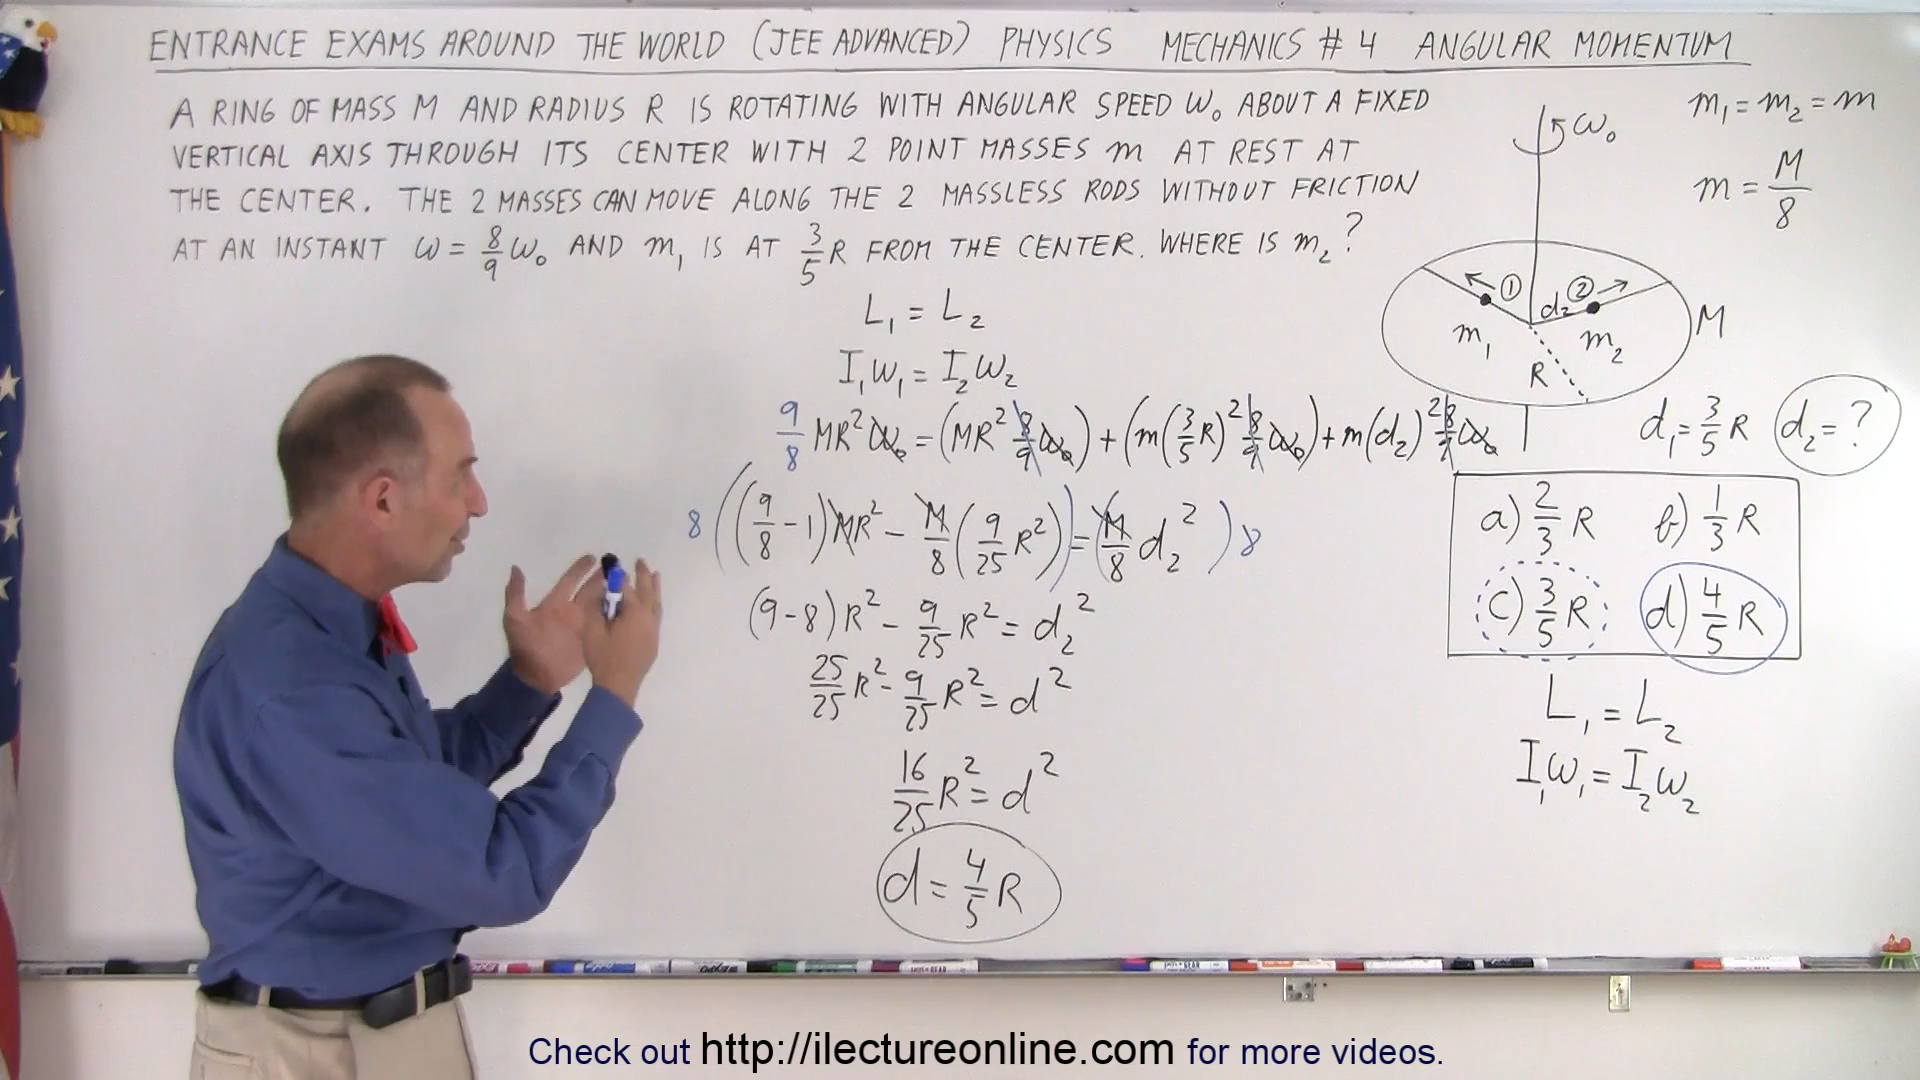 ENTRANCE EXAMS AROUND THE WORLD (JEE ADVANCED) PHYSICS MECHANICS # 4 ANGULAR MOMENTUM
A RING OF MASS M AND RADIUS R IS ROTATING WITH ANGULAR SPEED ω₀ ABOUT A FIXED
VERTICAL AXIS THROUGH ITS CENTER WITH 2 POINT MASSES m AT REST AT
THE CENTER. THE 2 MASSES CAN MOVE ALONG THE 2 MASSLESS RODS WITHOUT FRICTION
AT AN INSTANT ω = 8/9 ω₀ AND m₁ IS AT 3/5 R FROM THE CENTER. WHERE IS m₂?
m₁ = m₂ = m
m = M/8
ω₀
① ②
d₂
m₁ m₂ M
R
d₁ = 3/5 R d₂ = ?
L₁ = L₂
I₁ω₁ = I₂ω₂
9/8 MR² ω₀ = (MR² 8/9 ω₀) + (m(3/5 R)² 8/9 ω₀) + m(d₂)² 8/9 ω₀
8((9/8 - 1)MR² - M/8 (9/25 R²)) = (M/8 d₂²)8
(9-8)R² - 9/25 R² = d₂²
25/25 R² - 9/25 R² = d²
16/25 R² = d²
d = 4/5 R
a) 2/3 R b) 1/3 R
c) 3/5 R d) 4/5 R
L₁ = L₂
I₁ω₁ = I₂ω₂
Check out http://ilectureonline.com for more videos.